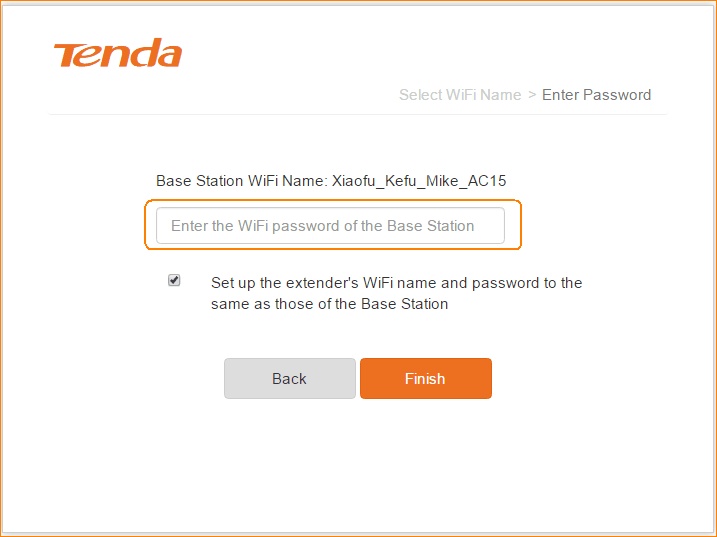 Tenda
Select WiFi Name > Enter Password
Base Station WiFi Name: Xiaofu_Kefu_Mike_AC15
Enter the WiFi password of the Base Station
Set up the extender's WiFi name and password to the
same as those of the Base Station
Back Finish